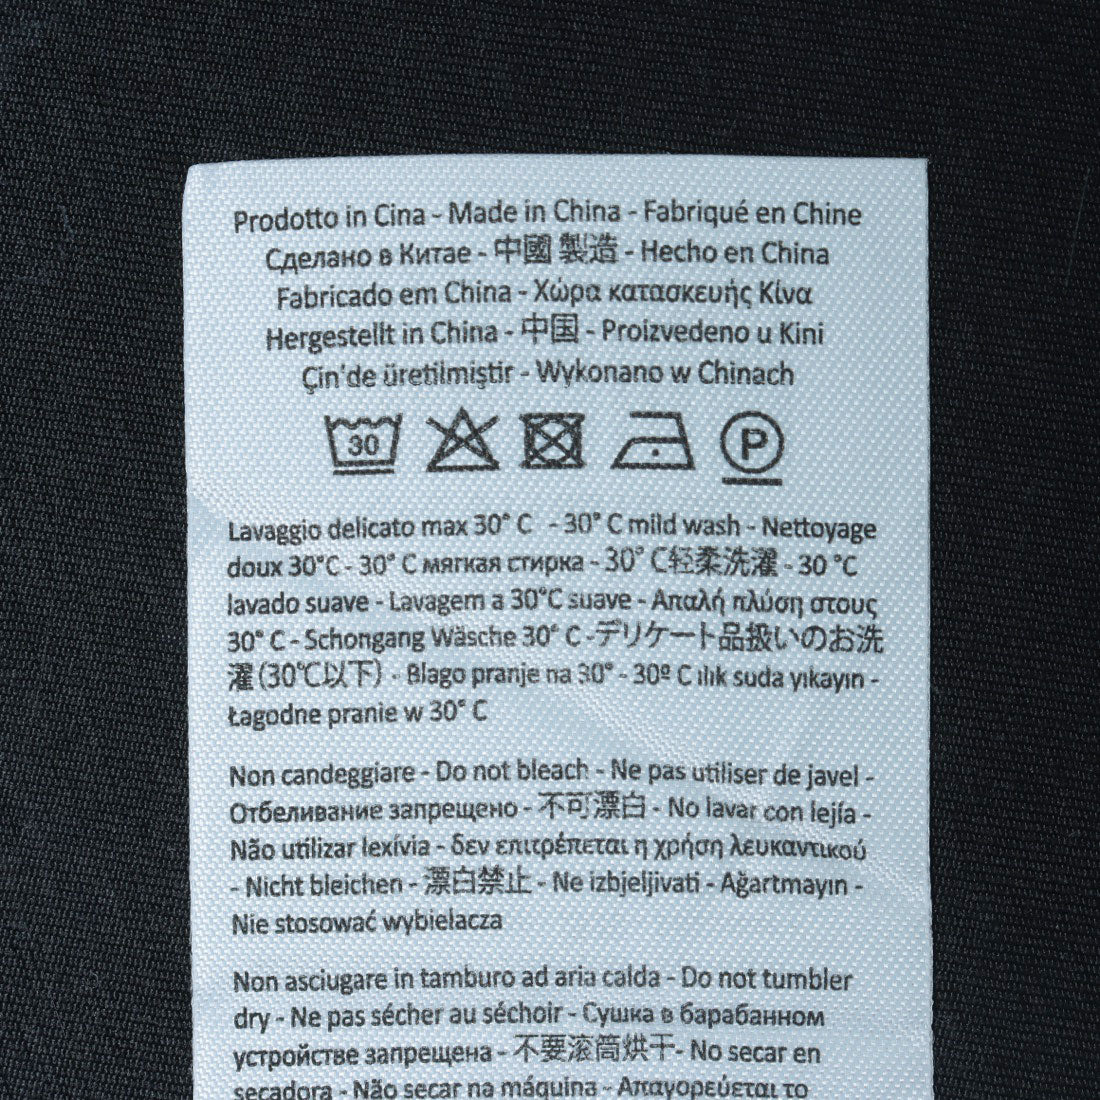 Prodotto in Cina - Made in China - Fabriqué en Chine
Сделано в Китае - 中國 製造 - Hecho en China
Fabricado em China - Χώρα κατασκευής Κίνα
Hergestellt in China - 中国 - Proizvedeno u Kini
Çin'de üretilmiştir - Wykonano w Chinach
30 P
Lavaggio delicato max 30° C - 30° C mild wash - Nettoyage
doux 30°C - 30° C мягкая стирка - 30° C轻柔洗濯 - 30 °C
lavado suave - Lavagem a 30°C suave - Απαλή πλύση στους
30° C - Schongang Wäsche 30° C -デリケート品扱いのお洗
濯(30℃以下) - Blago pranje na 30° - 30º C ılık suda yıkayın -
Łagodne pranie w 30° C
Non candeggiare - Do not bleach - Ne pas utiliser de javel -
Отбеливание запрещено - 不可漂白 - No lavar con lejía -
Não utilizar lexívia - δεν επιτρέπεται η χρήση λευκαντικού
- Nicht bleichen - 漂白禁止 - Ne izbjeljivati - Ağartmayın -
Nie stosować wybielacza
Non asciugare in tamburo ad aria calda - Do not tumbler
dry - Ne pas sécher au séchoir - Сушка в барабанном
устройстве запрещена - 不要滚筒烘干- No secar en
secadora - Não secar na máquina - Απαγορεύεται το